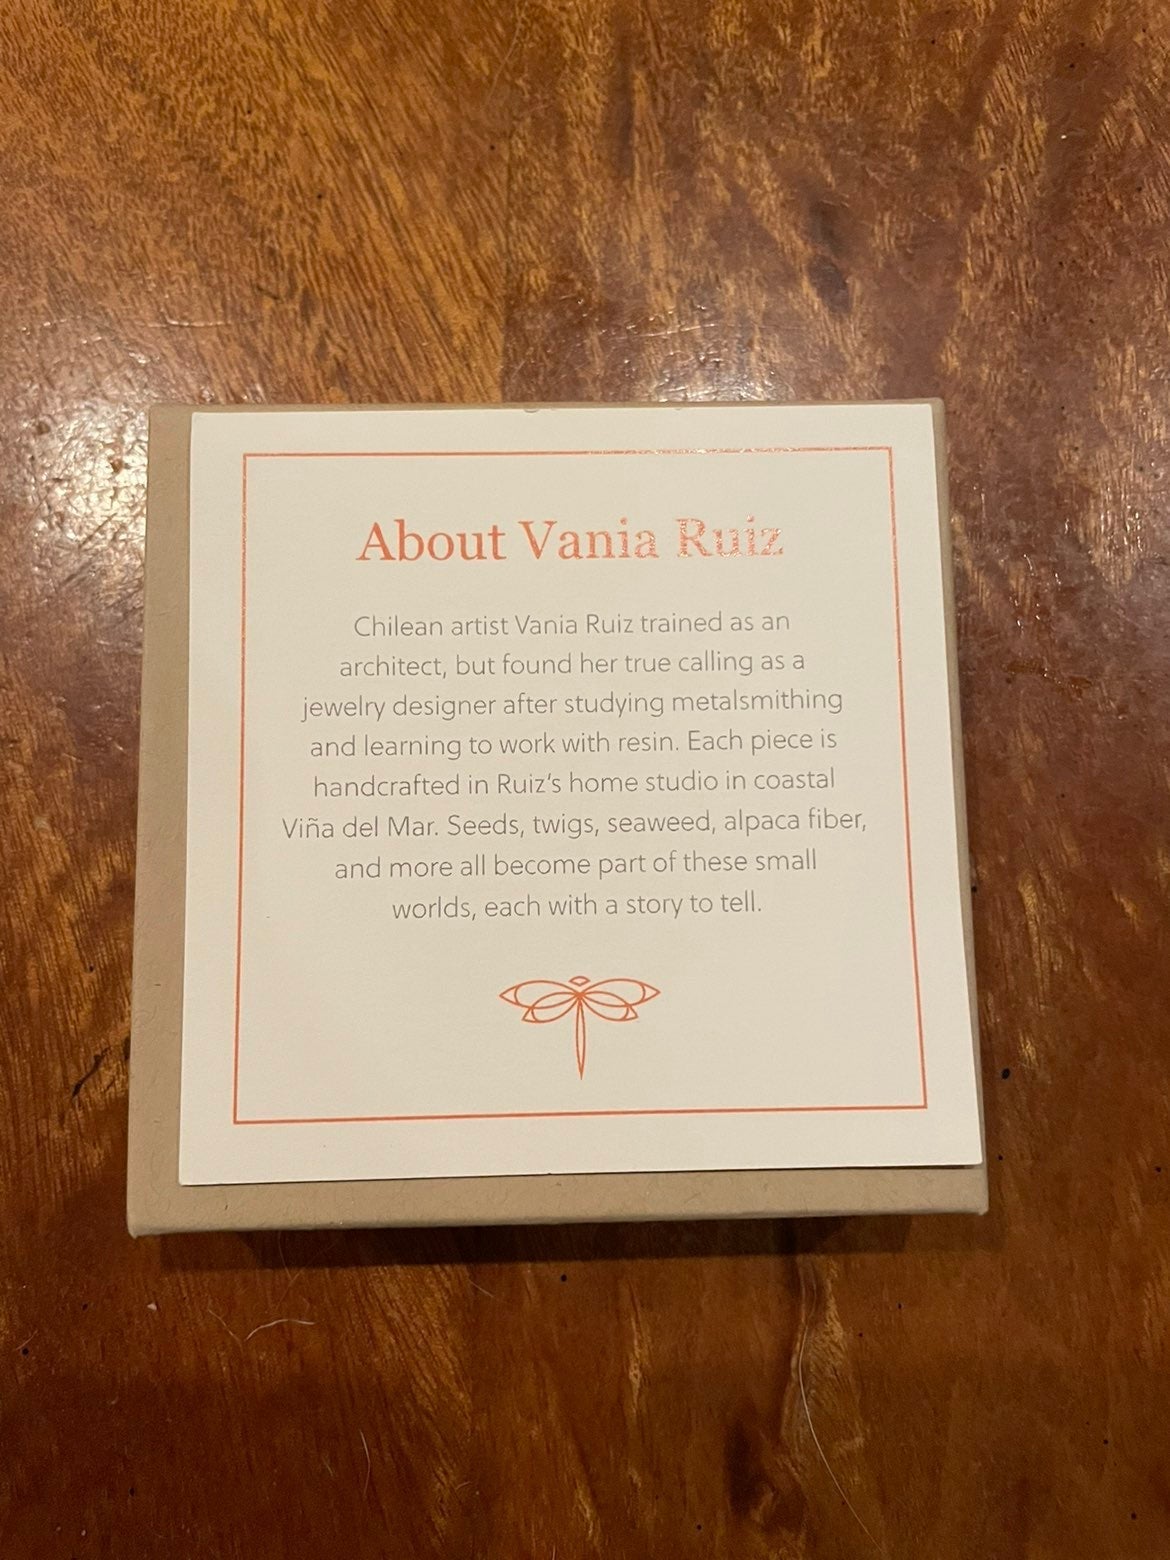 About Vania Ruiz
Chilean artist Vania Ruiz trained as an
architect, but found her true calling as a
jewelry designer after studying metalsmithing
and learning to work with resin. Each piece is
handcrafted in Ruiz's home studio in coastal
Viña del Mar. Seeds, twigs, seaweed, alpaca fiber,
and more all become part of these small
worlds, each with a story to tell.